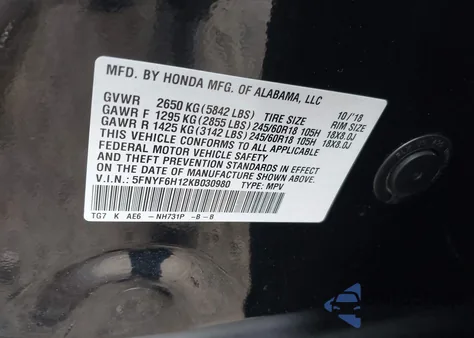 MFD. BY HONDA MFG. OF ALABAMA, LLC
10/'18
GVWR 2650 KG (5842 LBS) TIRE SIZE RIM SIZE
GAWR F 1295 KG (2855 LBS) 245/60R18 105H 18X8.0J
GAWR R 1425 KG (3142 LBS) 245/60R18 105H 18X8.0J
THIS VEHICLE CONFORMS TO ALL APPLICABLE
FEDERAL MOTOR VEHICLE SAFETY STANDARDS IN EFFECT
ON THE DATE OF MANUFACTURE SHOWN ABOVE.
V.I.N.: 5FNYF6H12KB030980 TYPE: MPV
TG7 K AE6 -NH731P -8-8